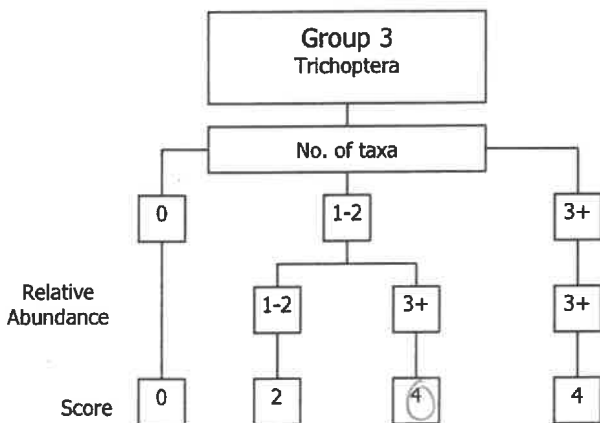 Group 3
Trichoptera
No. of taxa
0 1-2 3+
Relative
Abundance
1-2 3+ 3+
Score 0 2 4 4